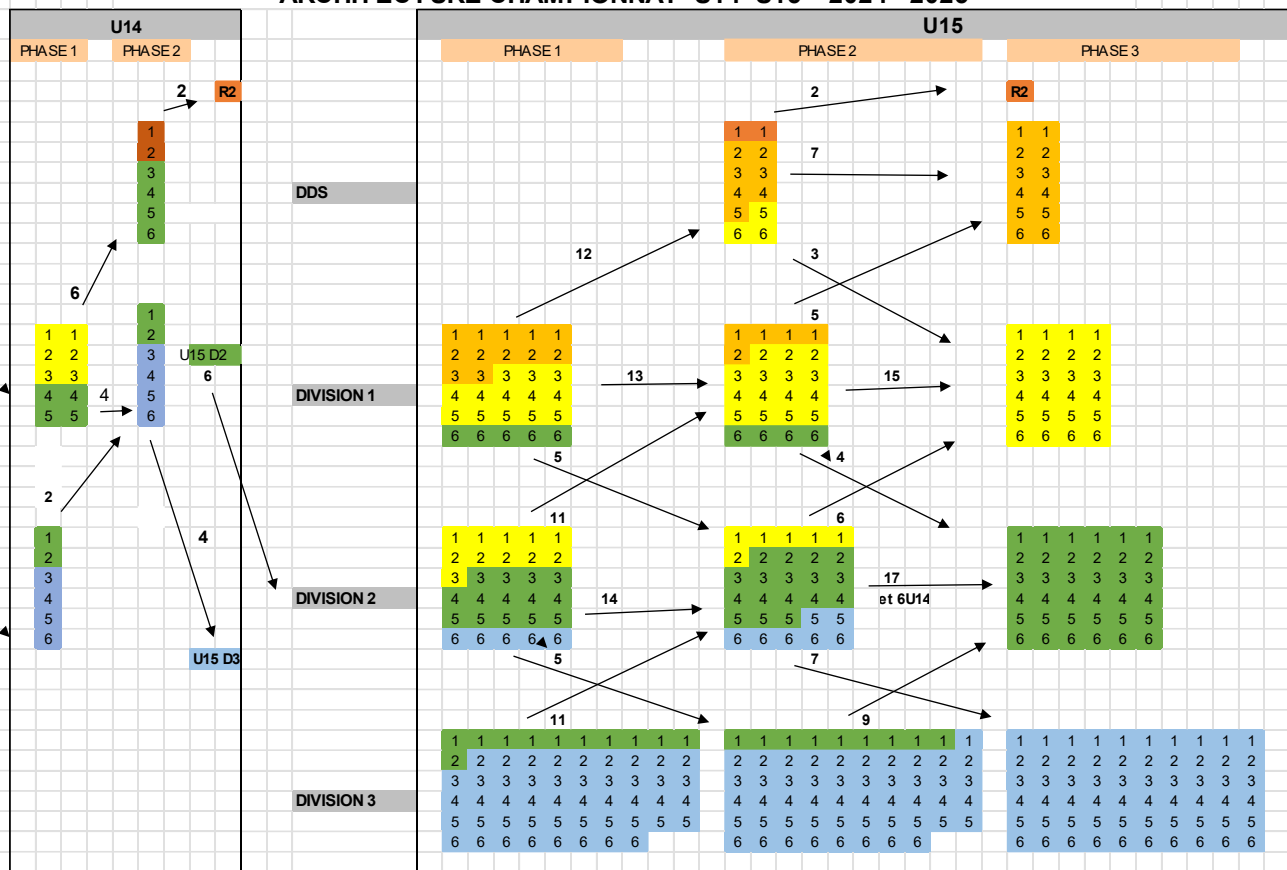 ARCHITECTURE CHAMPIONNAT U14 U15
U14 U15
PHASE 1 PHASE 2 PHASE 1 PHASE 2 PHASE 3
2 R2 2 R2
1 1 1 1 1
2 2 2 7 2 2
3 3 3 3 3
DDS
4 4 4 4 4
5 5 5 5 5
6 6 6 6 6
12 3
6
1 5
1 1 2 1 1 1 1 1 1 1 1 1 1 1 1 1
2 2 3 U15 D2 2 2 2 2 2 2 2 2 2 2 2 2 2
3 3 4 6 3 3 3 3 3 13 3 3 3 3 15 3 3 3 3
4 4 4 5 DIVISION 1 4 4 4 4 4 4 4 4 4 4 4 4 4
5 5 6 5 5 5 5 5 5 5 5 5 5 5 5 5
6 6 6 6 6 6 6 6 6 6 6 6 6
5 4
2
11 6
1 4 1 1 1 1 1 1 1 1 1 1 1 1 1 1 1 1
2 2 2 2 2 2 2 2 2 2 2 2 2 2 2 2 2
3 3 3 3 3 3 3 3 3 3 3 17 3 3 3 3 3 3
4 DIVISION 2 4 4 4 4 4 14 4 4 4 4 4 et 6U14 4 4 4 4 4 4
5 5 5 5 5 5 5 5 5 5 5 5 5 5 5 5 5
6 6 6 6 6 6 6 6 6 6 6 6 6 6 6 6 6
U15 D3 5 7
11 9
1 1 1 1 1 1 1 1 1 1 1 1 1 1 1 1 1 1 1 1 1 1 1 1 1 1 1 1 1 1
2 2 2 2 2 2 2 2 2 2 2 2 2 2 2 2 2 2 2 2 2 2 2 2 2 2 2 2 2 2
3 3 3 3 3 3 3 3 3 3 3 3 3 3 3 3 3 3 3 3 3 3 3 3 3 3 3 3 3 3
DIVISION 3 4 4 4 4 4 4 4 4 4 4 4 4 4 4 4 4 4 4 4 4 4 4 4 4 4 4 4 4 4 4
5 5 5 5 5 5 5 5 5 5 5 5 5 5 5 5 5 5 5 5 5 5 5 5 5 5 5 5 5 5
6 6 6 6 6 6 6 6 6 6 6 6 6 6 6 6 6 6 6 6 6 6 6 6 6 6